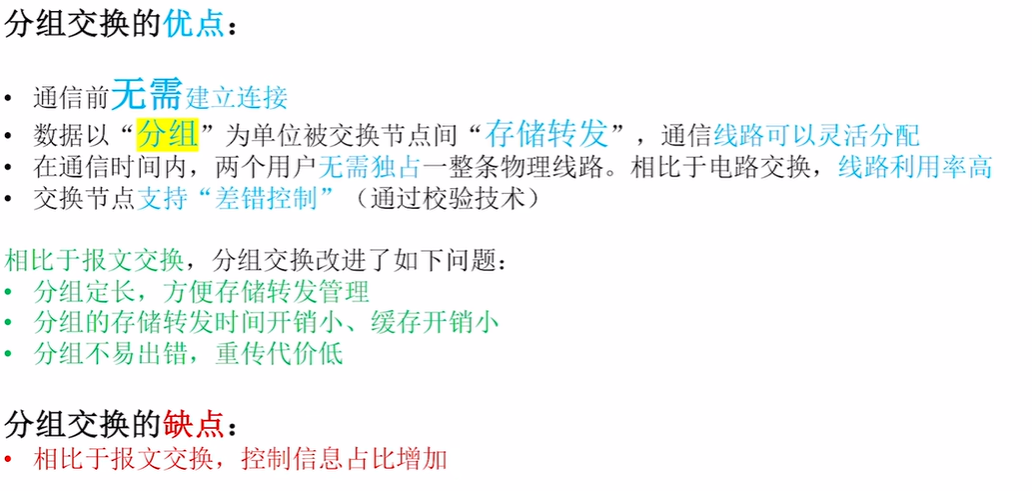 分组交换的优点：
• 通信前无需建立连接
• 数据以“分组”为单位被交换节点间“存储转发”，通信线路可以灵活分配
• 在通信时间内，两个用户无需独占一整条物理线路。相比于电路交换，线路利用率高
• 交换节点支持“差错控制”（通过校验技术）
相比于报文交换，分组交换改进了如下问题：
• 分组定长，方便存储转发管理
• 分组的存储转发时间开销小、缓存开销小
• 分组不易出错，重传代价低
分组交换的缺点：
• 相比于报文交换，控制信息占比增加